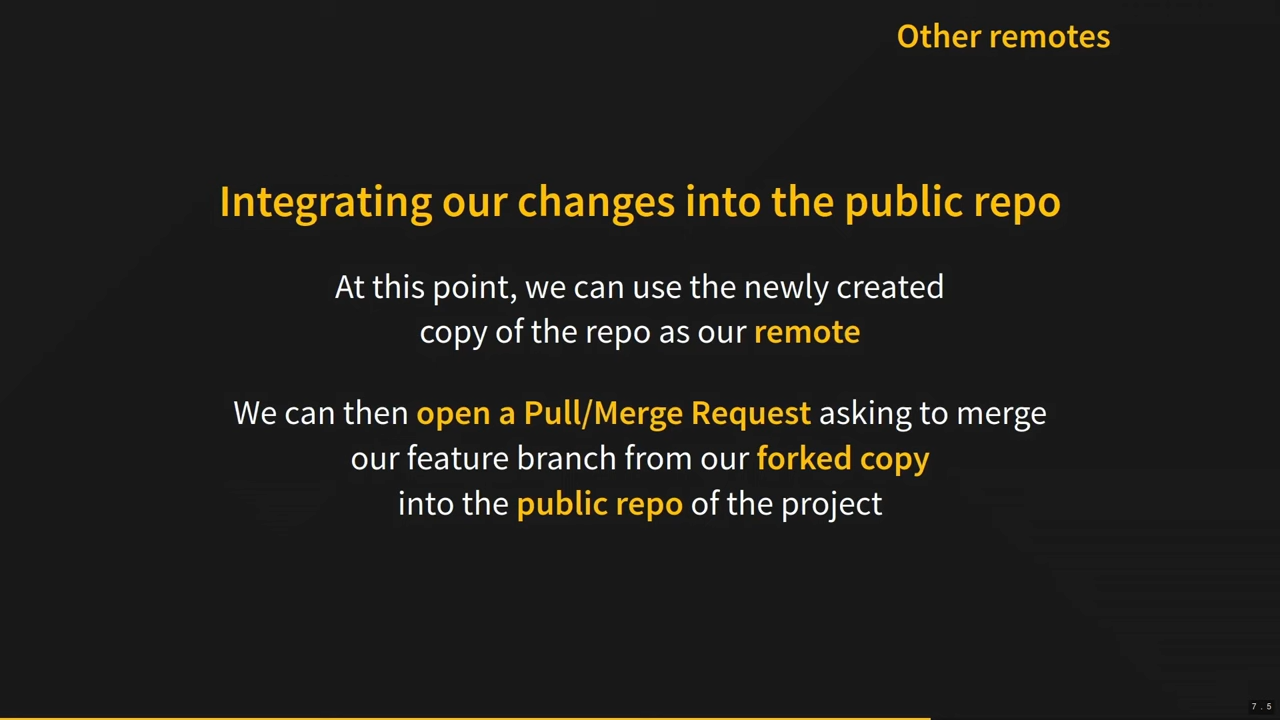 Other remotes
Integrating our changes into the public repo
At this point, we can use the newly created
copy of the repo as our remote
We can then open a Pull/Merge Request asking to merge
our feature branch from our forked copy
into the public repo of the project
7 . 5